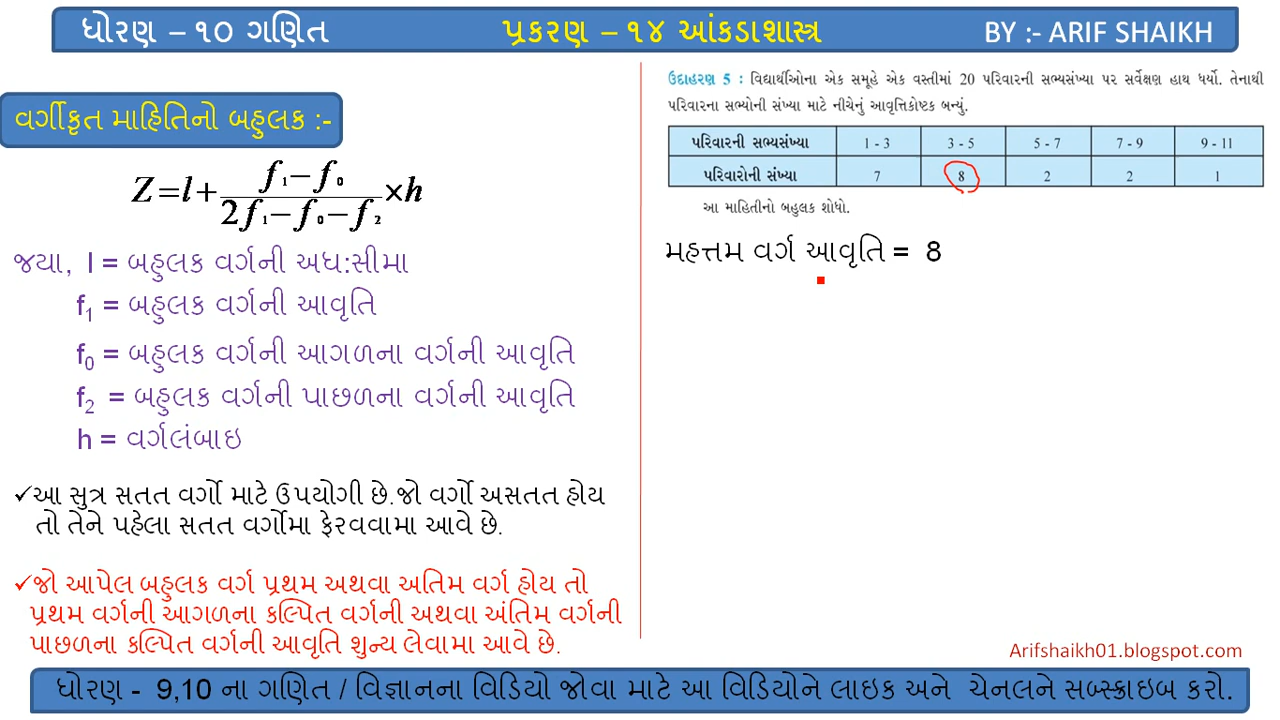 ધોરણ – ૧૦ ગણિત પ્રકરણ – ૧૪ આંકડાશાસ્ત્ર BY :- ARIF SHAIKH
વર્ગીકૃત માહિતિનો બહુલક :-
Z = l + (f₁ − f₀) / (2f₁ − f₀ − f₂) × h
જયા, l = બહુલક વર્ગની અધ:સીમા
f₁ = બહુલક વર્ગની આવૃતિ
f₀ = બહુલક વર્ગની આગળના વર્ગની આવૃતિ
f₂ = બહુલક વર્ગની પાછળના વર્ગની આવૃતિ
h = વર્ગલંબાઇ
✓આ સુત્ર સતત વર્ગો માટે ઉપયોગી છે.જો વર્ગો અસતત હોય
તો તેને પહેલા સતત વર્ગોમા ફેરવવામા આવે છે.
✓જો આપેલ બહુલક વર્ગ પ્રથમ અથવા અતિમ વર્ગ હોય તો
પ્રથમ વર્ગની આગળના કલ્પિત વર્ગની અથવા અંતિમ વર્ગની
પાછળના કલ્પિત વર્ગની આવૃતિ શુન્ય લેવામા આવે છે.
ઉદાહરણ 5 : વિદ્યાર્થીઓના એક સમૂહે એક વસ્તીમાં 20 પરિવારની સભ્યસંખ્યા પર સર્વેક્ષણ હાથ ધર્યો. તેનાથી
પરિવારના સભ્યોની સંખ્યા માટે નીચેનું આવૃત્તિકોષ્ટક બન્યું.
પરિવારની સભ્યસંખ્યા 1 - 3 3 - 5 5 - 7 7 - 9 9 - 11
પરિવારોની સંખ્યા 7 8 2 2 1
આ માહિતીનો બહુલક શોધો.
મહત્તમ વર્ગ આવૃતિ = 8
Arifshaikh01.blogspot.com
ધોરણ - 9,10 ના ગણિત / વિજ્ઞાનના વિડિયો જોવા માટે આ વિડિયોને લાઇક અને ચેનલને સબ્સ્ક્રાઇબ કરો.